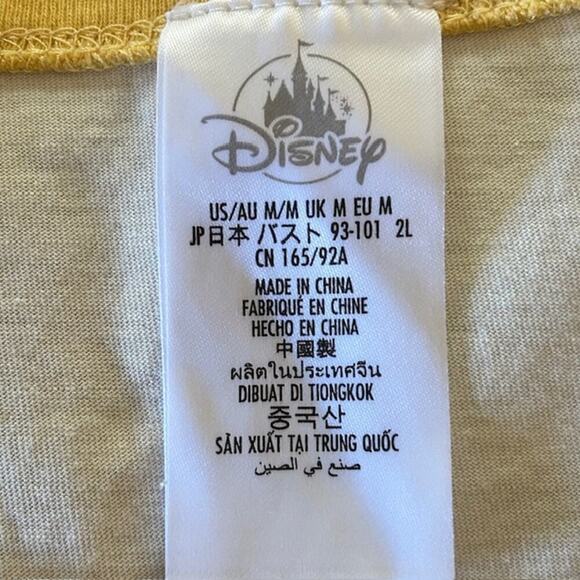 Disney
US/AU M/M UK M EU M
JP日本 バスト 93-101 2L
CN 165/92A
MADE IN CHINA
FABRIQUÉ EN CHINE
HECHO EN CHINA
中國製
ผลิตในประเทศจีน
DIBUAT DI TIONGKOK
중국산
SẢN XUẤT TẠI TRUNG QUỐC
صنع في الصين